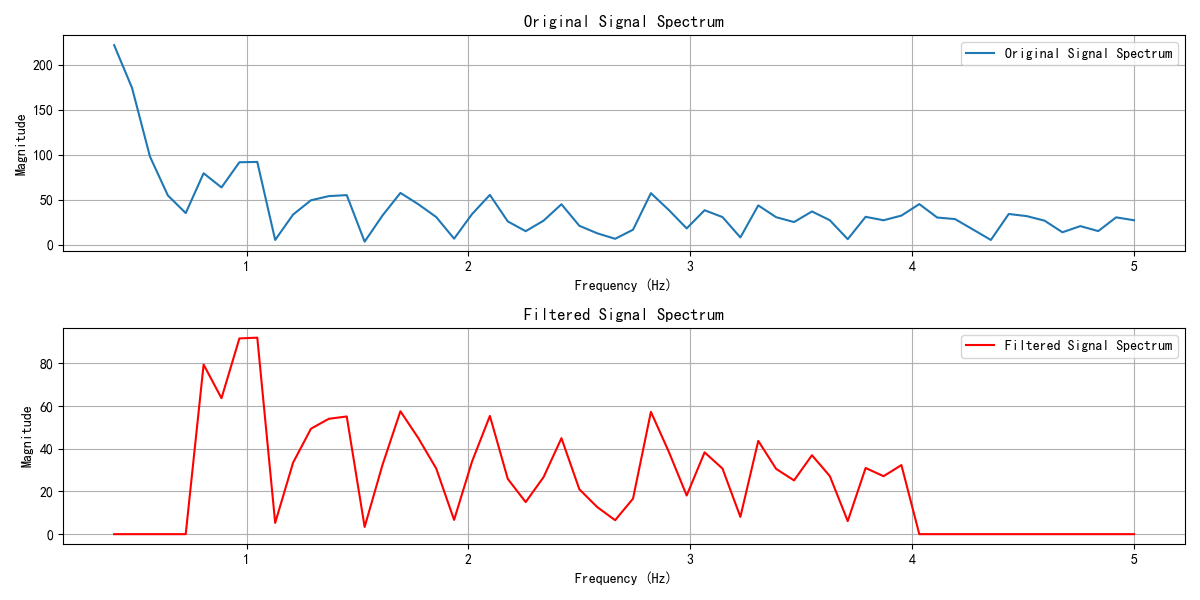 Original Signal Spectrum
Original Signal Spectrum
200
150
100
50
0
Magnitude
1 2 3 4 5
Frequency (Hz)
Filtered Signal Spectrum
Filtered Signal Spectrum
80
60
40
20
0
Magnitude
1 2 3 4 5
Frequency (Hz)